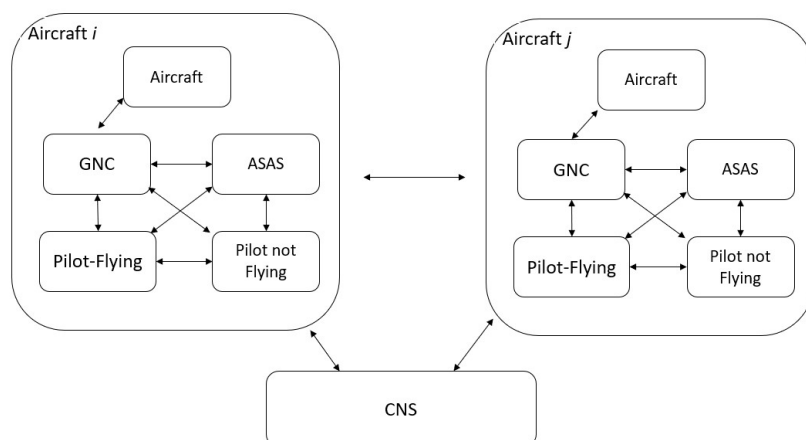 Aircraft i
Aircraft
GNC
ASAS
Pilot-Flying
Pilot not
Flying
Aircraft j
Aircraft
GNC
ASAS
Pilot-Flying
Pilot not
Flying
CNS